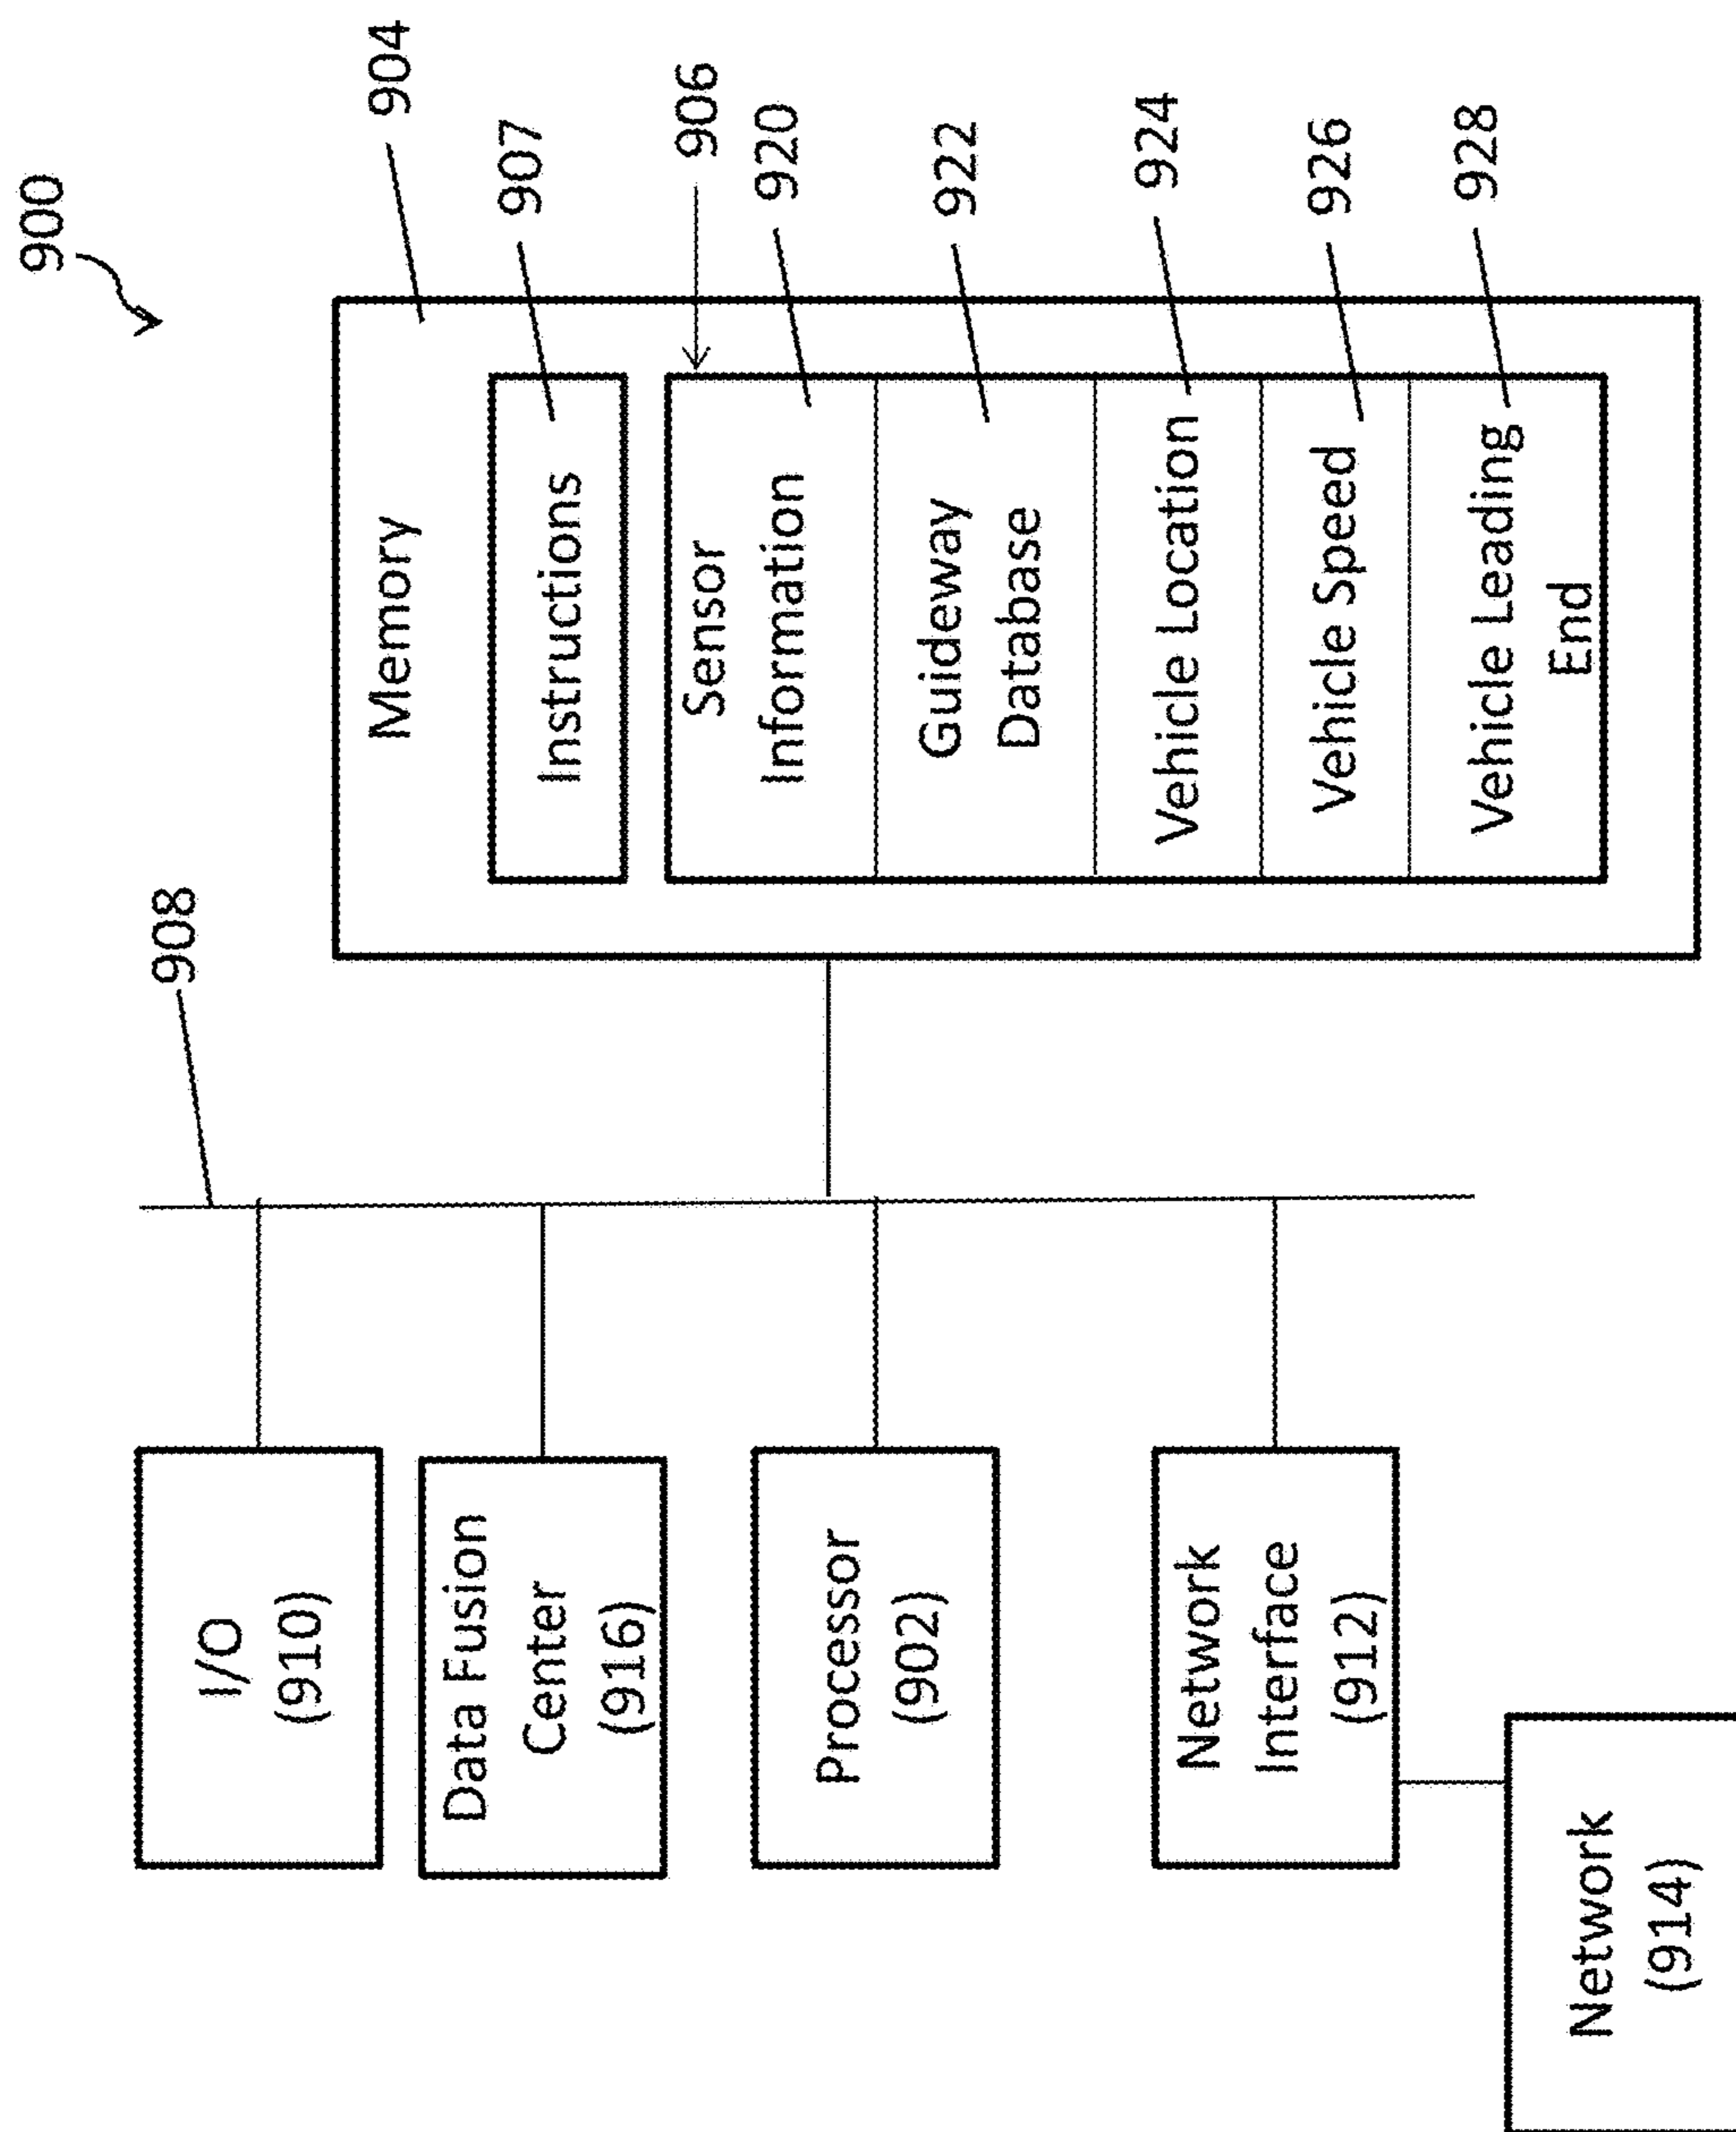 900
908
904
Memory
907
Instructions
906
Sensor
Information
920
Guideway
Database
922
Vehicle Location
924
Vehicle Speed
926
Vehicle Leading
End
928
I/O
(910)
Data Fusion
Center
(916)
Processor
(902)
Network
Interface
(912)
Network
(914)